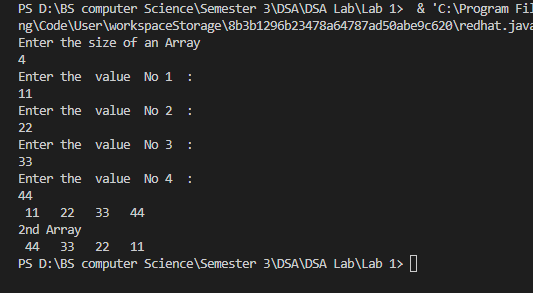 PS D:\BS computer Science\Semester 3\DSA\DSA Lab\Lab 1>  & 'C:\Program Fil
ng\Code\User\workspaceStorage\8b3b1296b23478a64787ad50abe9c620\redhat.java
Enter the size of an Array
4
Enter the  value  No 1  :
11
Enter the  value  No 2  :
22
Enter the  value  No 3  :
33
Enter the  value  No 4  :
44
 11   22   33   44
2nd Array
 44   33   22   11
PS D:\BS computer Science\Semester 3\DSA\DSA Lab\Lab 1>